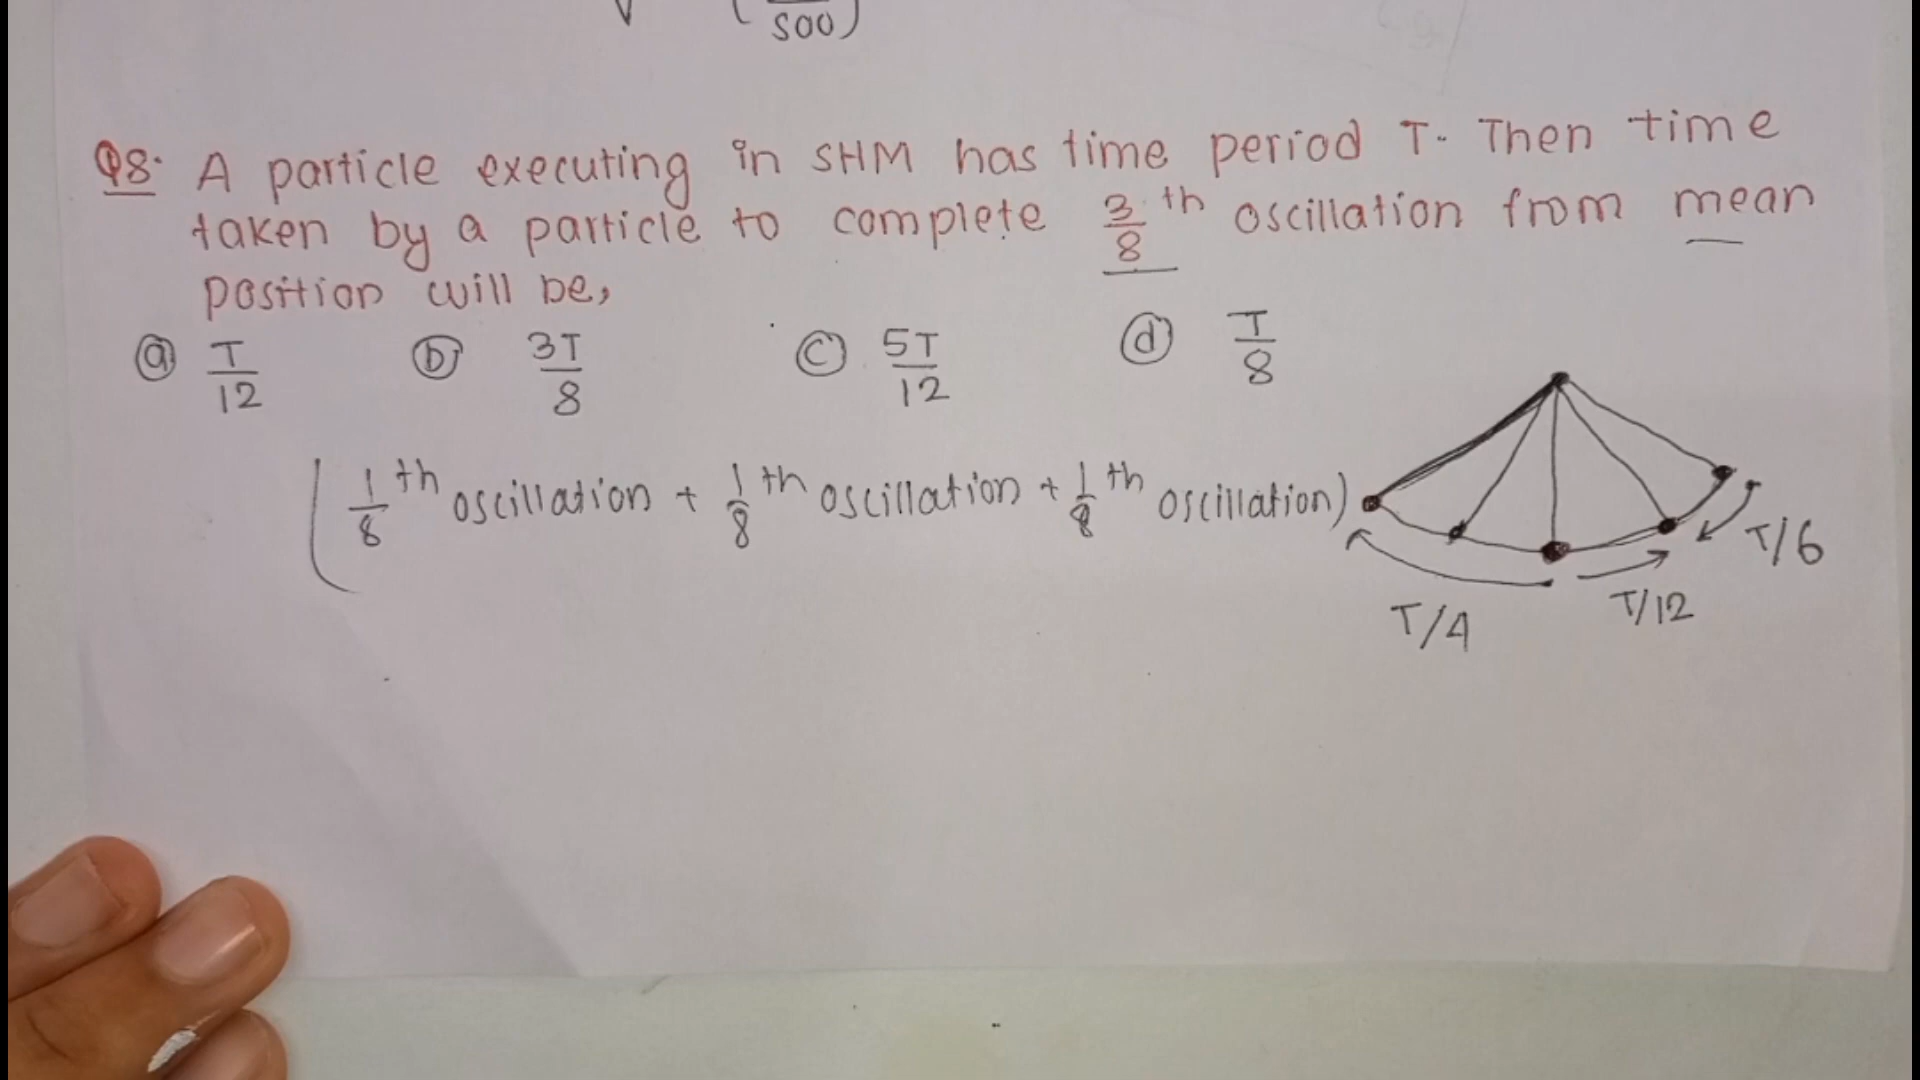 √ (
500)
Q8. A particle executing in SHM has time period T. Then time
taken by a particle to complete 3/8 th oscillation from mean
position will be,
(a) T/12 (b) 3T/8 (c) 5T/12 (d) T/8
(1/8 th oscillation + 1/8 th oscillation + 1/8 th oscillation)
T/6
T/12
T/4